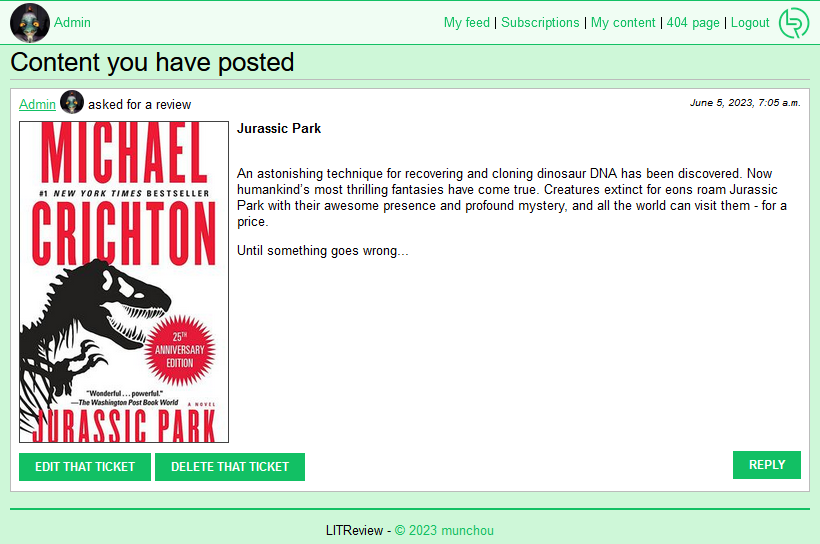 Admin
My feed | Subscriptions | My content | 404 page | Logout
Content you have posted
Admin asked for a review
June 5, 2023, 7:05 a.m.
MICHAEL
#1 NEW YORK TIMES BESTSELLER
CRICHTON
25TH
ANNIVERSARY
EDITION
"Wonderful . . . powerful."
—The Washington Post Book World
A NOVEL
JURASSIC PARK
Jurassic Park
An astonishing technique for recovering and cloning dinosaur DNA has been discovered. Now
humankind's most thrilling fantasies have come true. Creatures extinct for eons roam Jurassic
Park with their awesome presence and profound mystery, and all the world can visit them - for a
price.
Until something goes wrong...
EDIT THAT TICKET
DELETE THAT TICKET
REPLY
LITReview - © 2023 munchou